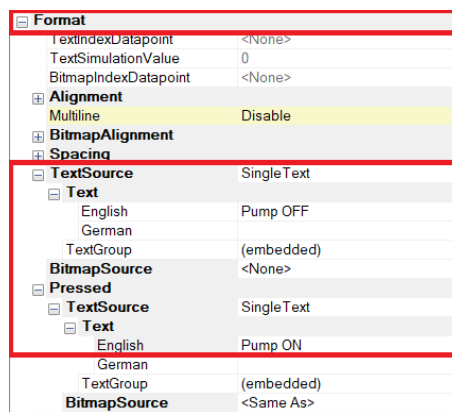 Format
TextIndexDatapoint <None>
TextSimulationValue 0
BitmapIndexDatapoint <None>
Alignment
Multiline Disable
BitmapAlignment
Spacing
TextSource SingleText
Text
English Pump OFF
German
TextGroup (embedded)
BitmapSource <None>
Pressed
TextSource SingleText
Text
English Pump ON
German
TextGroup (embedded)
BitmapSource <Same As>